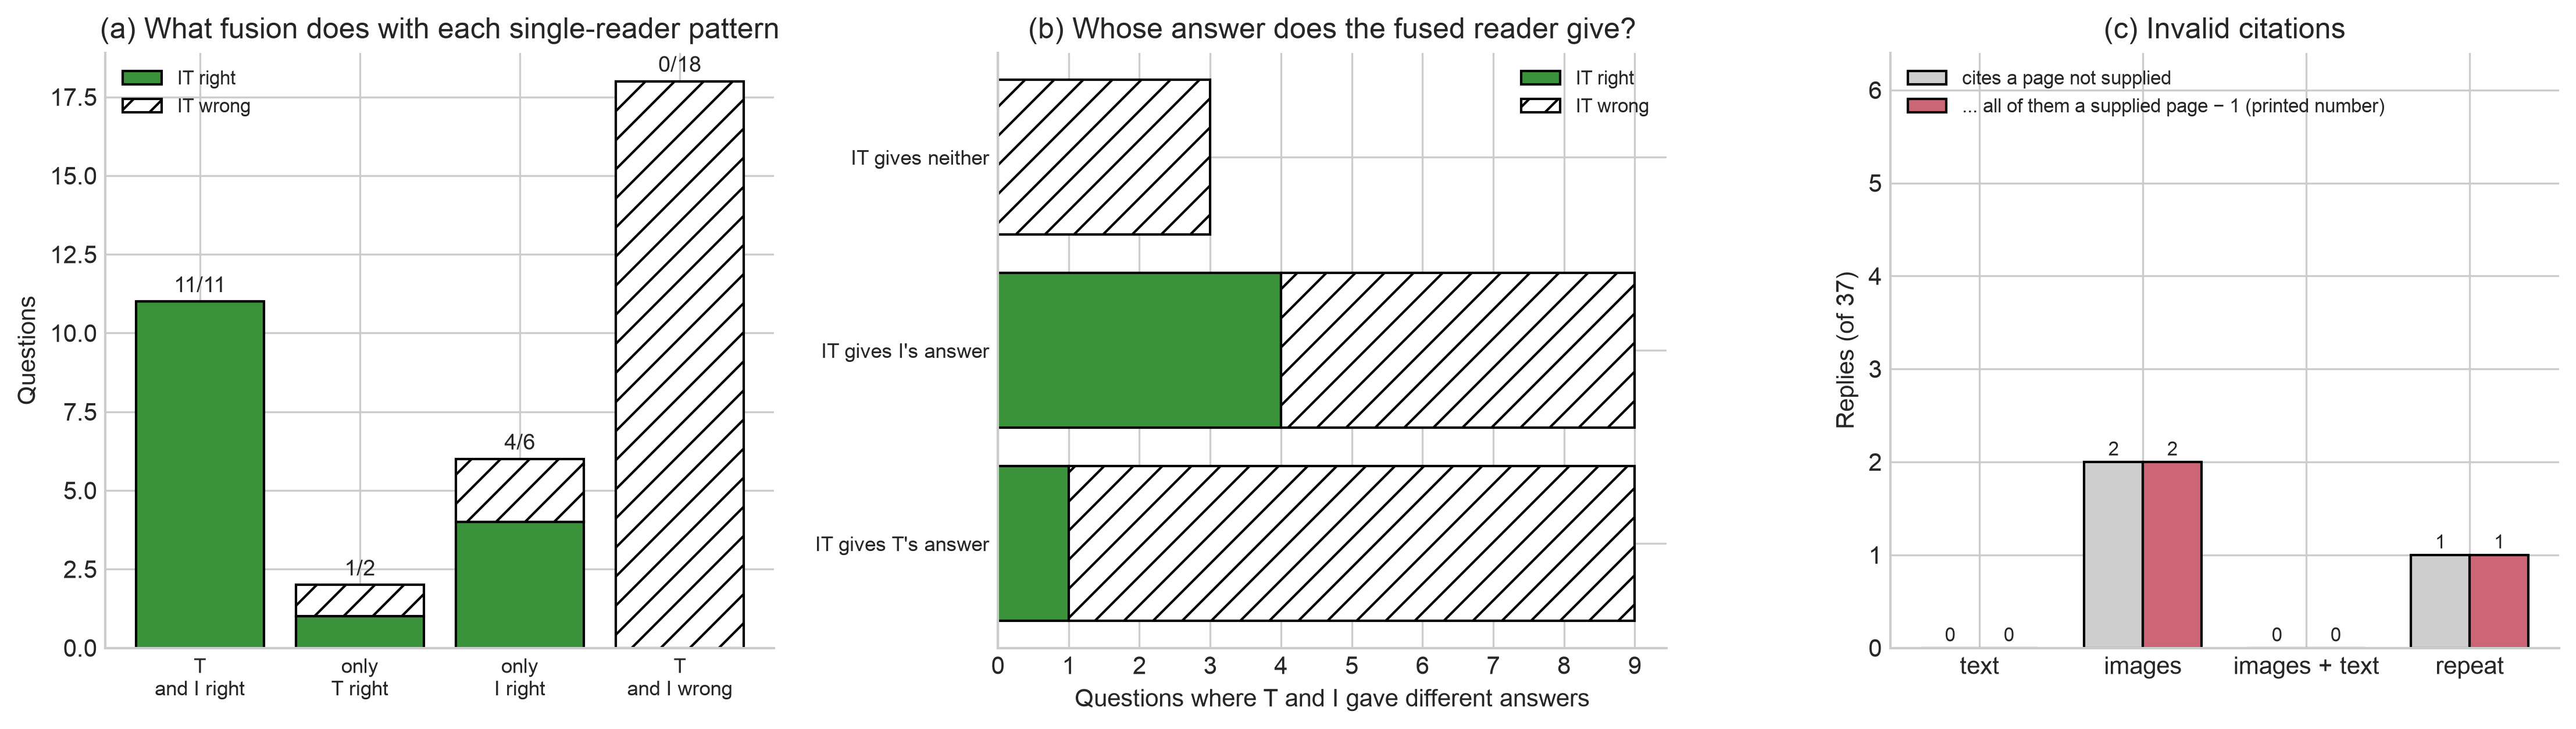 (a) What fusion does with each single-reader pattern
IT right
IT wrong
Questions
17.5
15.0
12.5
10.0
7.5
5.0
2.5
0.0
11/11
1/2
4/6
0/18
T
and I right
only
T right
only
I right
T
and I wrong
(b) Whose answer does the fused reader give?
IT right
IT wrong
IT gives neither
IT gives I's answer
IT gives T's answer
0 1 2 3 4 5 6 7 8 9
Questions where T and I gave different answers
(c) Invalid citations
cites a page not supplied
... all of them a supplied page − 1 (printed number)
Replies (of 37)
6
5
4
3
2
1
0
0 0
2 2
0 0
1 1
text images images + text repeat